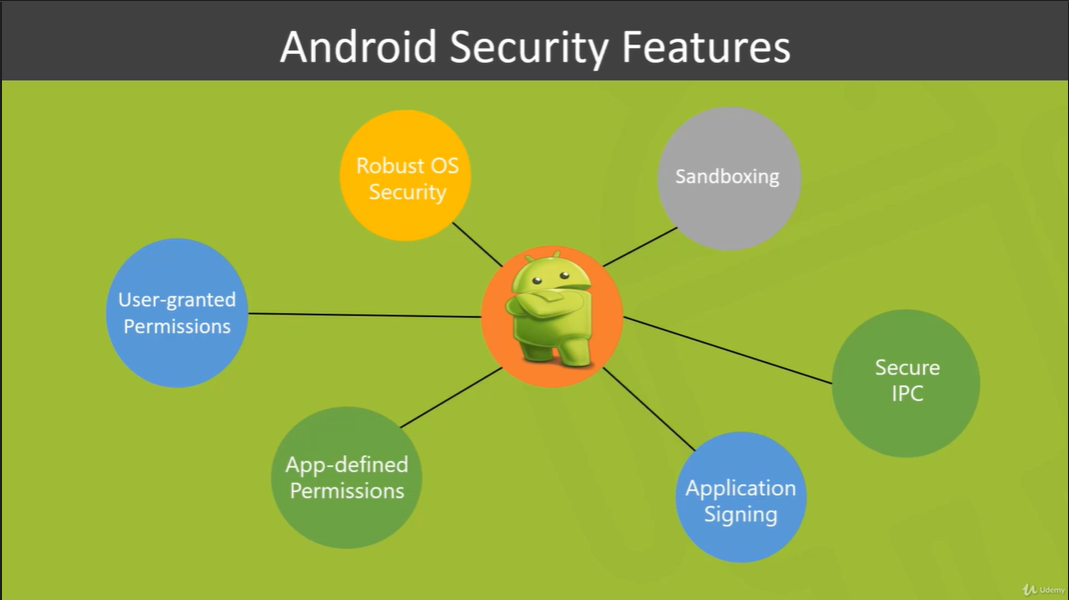 Android Security Features
Robust OS
Security
Sandboxing
User-granted
Permissions
Secure
IPC
App-defined
Permissions
Application
Signing
Udemy